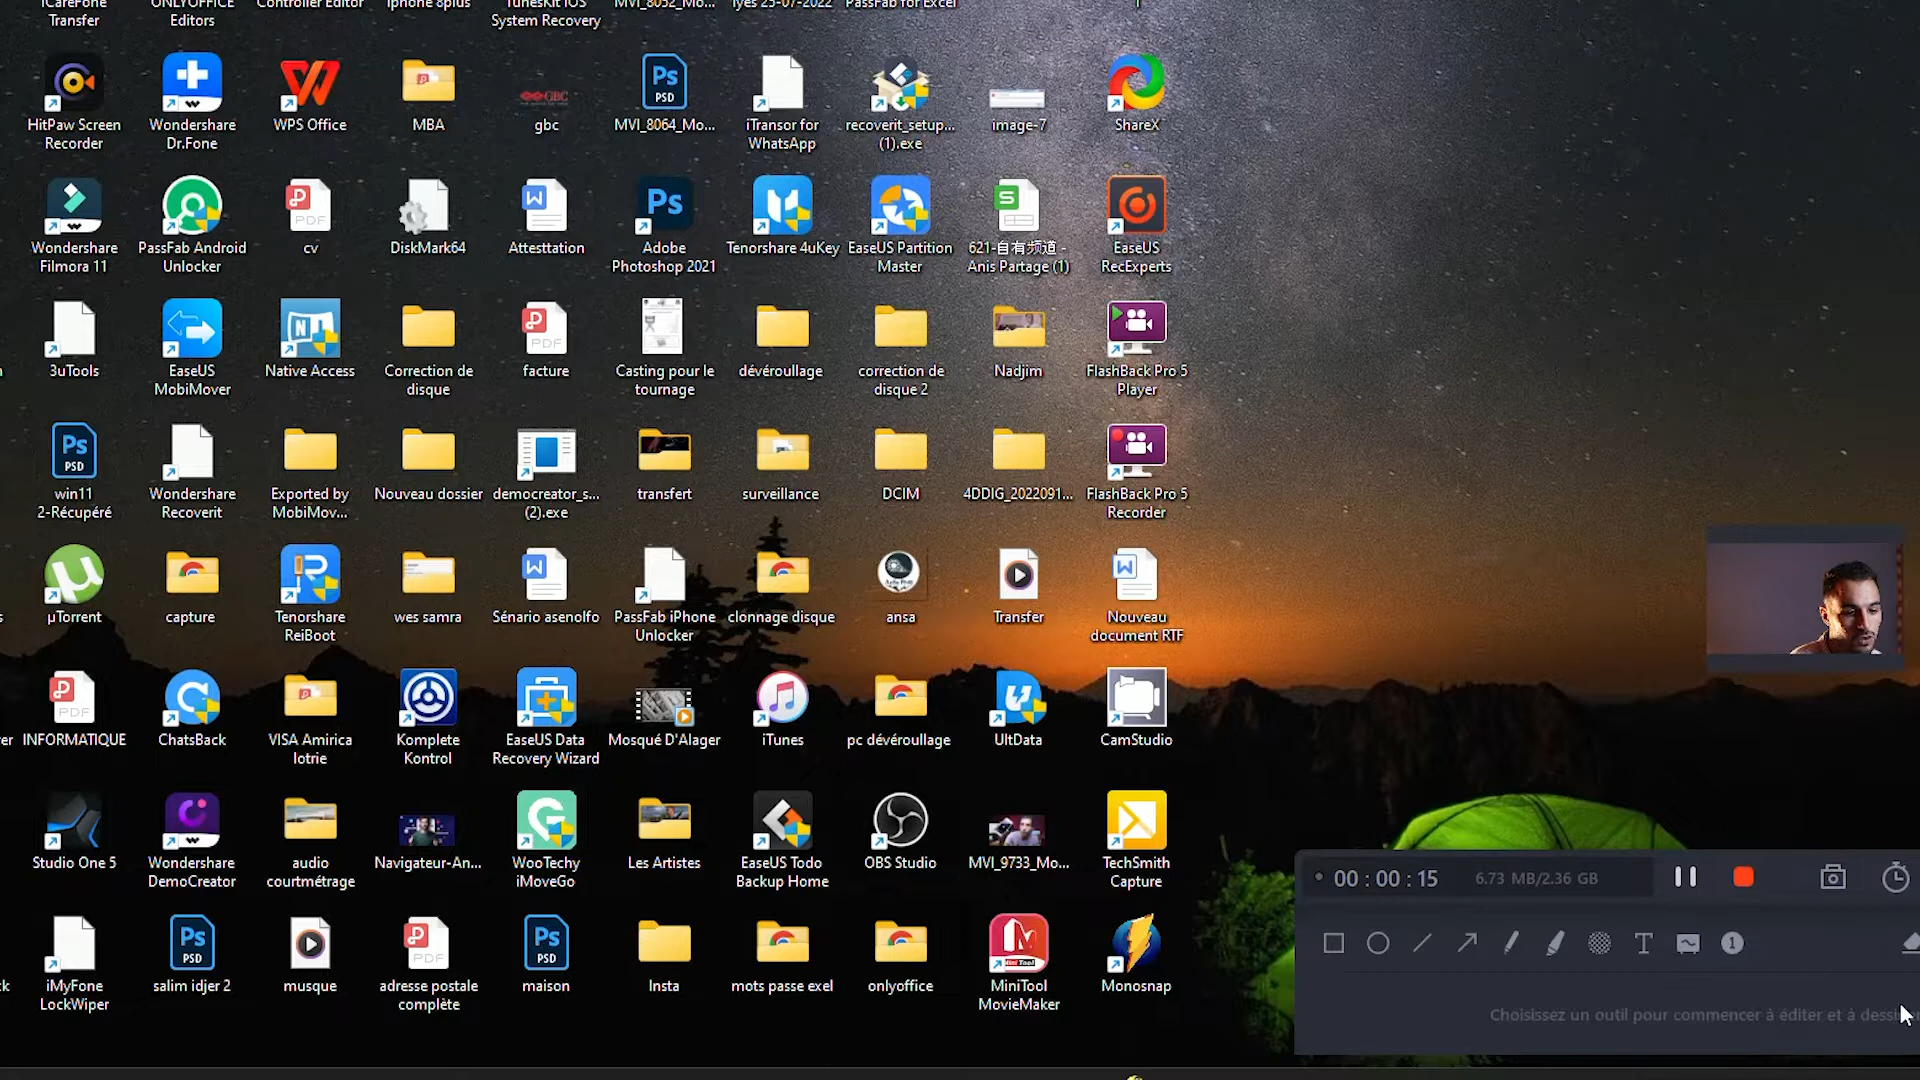 iCareFone
Transfer
ONLYOFFICE
Editors
Controller Editor
iphone 8plus
TunesKit iOS
System Recovery
MVI_8052_Mo...
lyes 25-07-2022
PassFab for Excel
HitPaw Screen
Recorder
Wondershare
Dr.Fone
WPS Office
MBA
gbc
MVI_8064_Mo...
iTransor for
WhatsApp
recoverit_setup...
(1).exe
image-7
ShareX
Wondershare
Filmora 11
PassFab Android
Unlocker
cv
DiskMark64
Attesttation
Adobe
Photoshop 2021
Tenorshare 4uKey
EaseUS Partition
Master
621-自有频道 -
Anis Partage (1)
EaseUS
RecExperts
3uTools
EaseUS
MobiMover
Native Access
Correction de
disque
facture
Casting pour le
tournage
dévéroullage
correction de
disque 2
Nadjim
FlashBack Pro 5
Player
win11
2-Récupéré
Wondershare
Recoverit
Exported by
MobiMov...
Nouveau dossier
democreator_s...
(2).exe
transfert
surveillance
DCIM
4DDIG_2022091...
FlashBack Pro 5
Recorder
µTorrent
capture
Tenorshare
ReiBoot
wes samra
Sénario asenolfo
PassFab iPhone
Unlocker
clonnage disque
ansa
Transfer
Nouveau
document RTF
INFORMATIQUE
ChatsBack
VISA Amirica
lotrie
Komplete
Kontrol
EaseUS Data
Recovery Wizard
Mosqué D'Alager
iTunes
pc dévéroullage
UltData
CamStudio
Studio One 5
Wondershare
DemoCreator
audio
courtmétrage
Navigateur-An...
WooTechy
iMoveGo
Les Artistes
EaseUS Todo
Backup Home
OBS Studio
MVI_9733_Mo...
TechSmith
Capture
iMyFone
LockWiper
salim idjer 2
musque
adresse postale
complète
maison
Insta
mots passe exel
onlyoffice
MiniTool
MovieMaker
Monosnap
00 : 00 : 15
6.73 MB/2.36 GB
Choisissez un outil pour commencer à éditer et à dessi